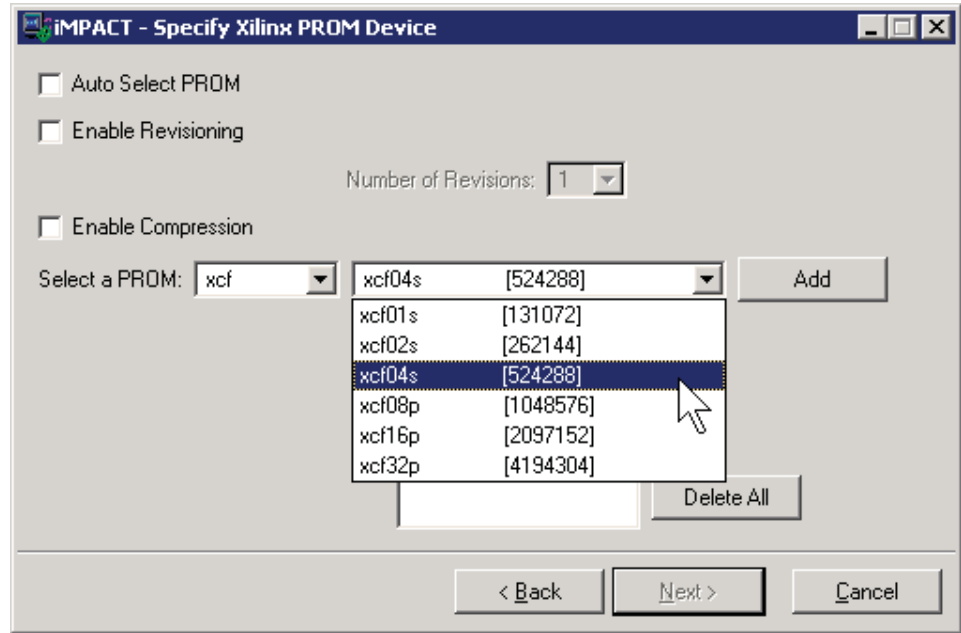 iMPACT - Specify Xilinx PROM Device
Auto Select PROM
Enable Revisioning
Number of Revisions: 1
Enable Compression
Select a PROM: xcf xcf04s [524288] Add
xcf01s [131072]
xcf02s [262144]
xcf04s [524288]
xcf08p [1048576]
xcf16p [2097152]
xcf32p [4194304]
Delete All
< Back Next > Cancel